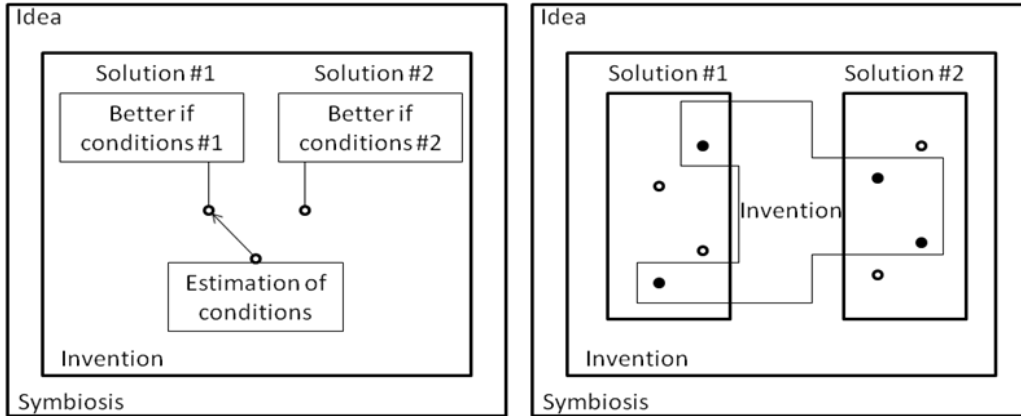 Idea
Solution #1
Solution #2
Better if
conditions #1
Better if
conditions #2
Estimation of
conditions
Invention
Symbiosis
Idea
Solution #1
Solution #2
Invention
Invention
Symbiosis